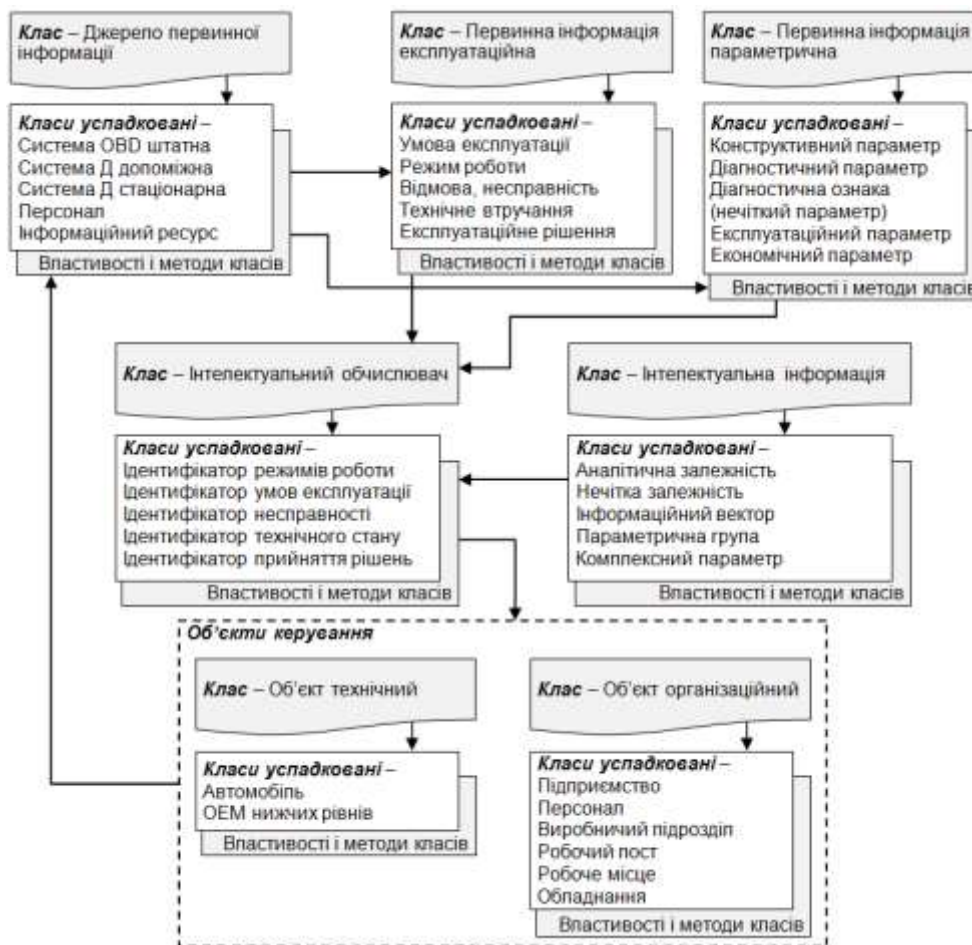 Клас – Джерело первинної
інформації
Класи успадковані –
Система OBD штатна
Система Д допоміжна
Система Д стаціонарна
Персонал
Інформаційний ресурс
Властивості і методи класів
Клас – Первинна інформація
експлуатаційна
Класи успадковані –
Умова експлуатації
Режим роботи
Відмова, несправність
Технічне втручання
Експлуатаційне рішення
Властивості і методи класів
Клас – Первинна інформація
параметрична
Класи успадковані –
Конструктивний параметр
Діагностичний параметр
Діагностична ознака
(нечіткий параметр)
Експлуатаційний параметр
Економічний параметр
Властивості і методи класів
Клас – Інтелектуальний обчислювач
Класи успадковані –
Ідентифікатор режимів роботи
Ідентифікатор умов експлуатації
Ідентифікатор несправності
Ідентифікатор технічного стану
Ідентифікатор прийняття рішень
Властивості і методи класів
Клас – Інтелектуальна інформація
Класи успадковані –
Аналітична залежність
Нечітка залежність
Інформаційний вектор
Параметрична група
Комплексний параметр
Властивості і методи класів
Об'єкти керування
Клас – Об'єкт технічний
Класи успадковані –
Автомобіль
ОЕМ нижчих рівнів
Властивості і методи класів
Клас – Об'єкт організаційний
Класи успадковані –
Підприємство
Персонал
Виробничий підрозділ
Робочий пост
Робоче місце
Обладнання
Властивості і методи класів